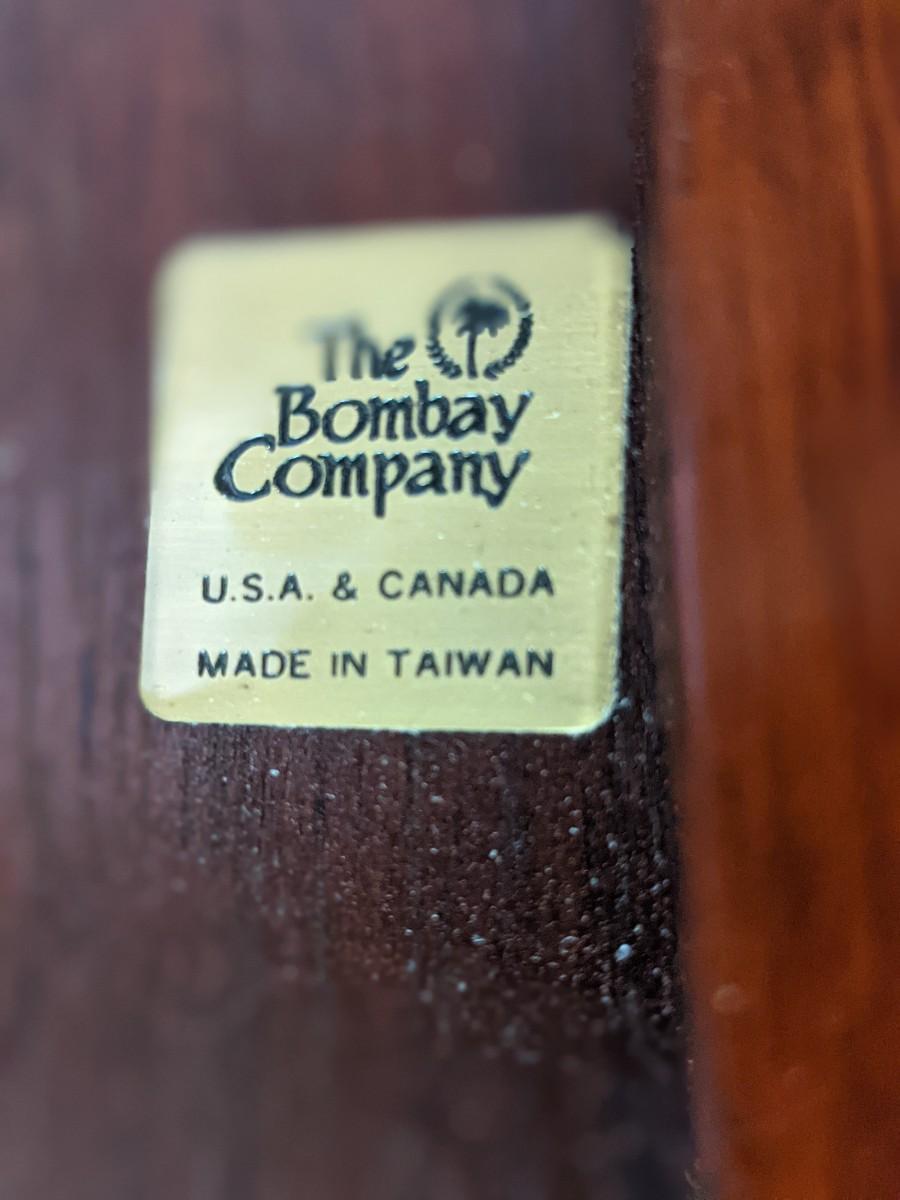 The
Bombay
Company
U.S.A. & CANADA
MADE IN TAIWAN